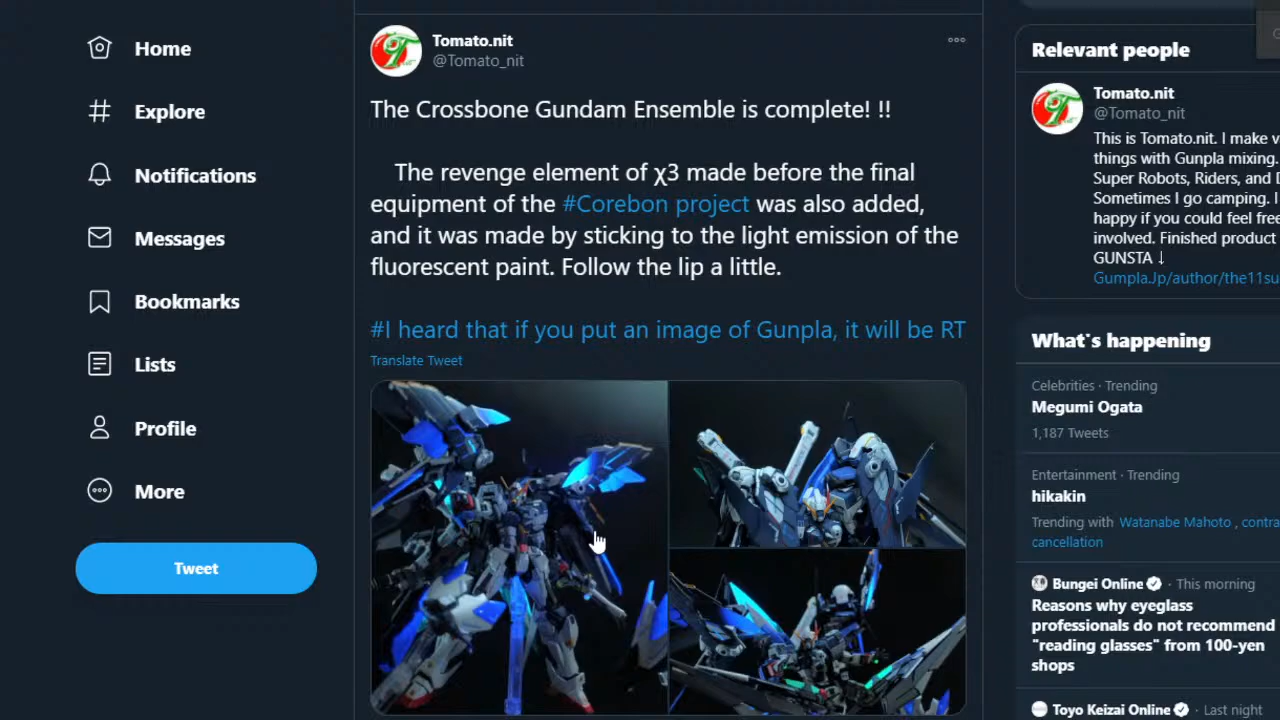 Home
Explore
Notifications
Messages
Bookmarks
Lists
Profile
More
Tweet
Tomato.nit
@Tomato_nit
The Crossbone Gundam Ensemble is complete! !!
The revenge element of χ3 made before the final
equipment of the #Corebon project was also added,
and it was made by sticking to the light emission of the
fluorescent paint. Follow the lip a little.
#I heard that if you put an image of Gunpla, it will be RT
Translate Tweet
Relevant people
Tomato.nit
@Tomato_nit
This is Tomato.nit. I make v
things with Gunpla mixing.
Super Robots, Riders, and D
Sometimes I go camping. I
happy if you could feel free
involved. Finished product
GUNSTA ↓
Gumpla.Jp/author/the11su
What's happening
Celebrities · Trending
Megumi Ogata
1,187 Tweets
Entertainment · Trending
hikakin
Trending with Watanabe Mahoto , contra
cancellation
Bungei Online · This morning
Reasons why eyeglass
professionals do not recommend
"reading glasses" from 100-yen
shops
Toyo Keizai Online · Last night